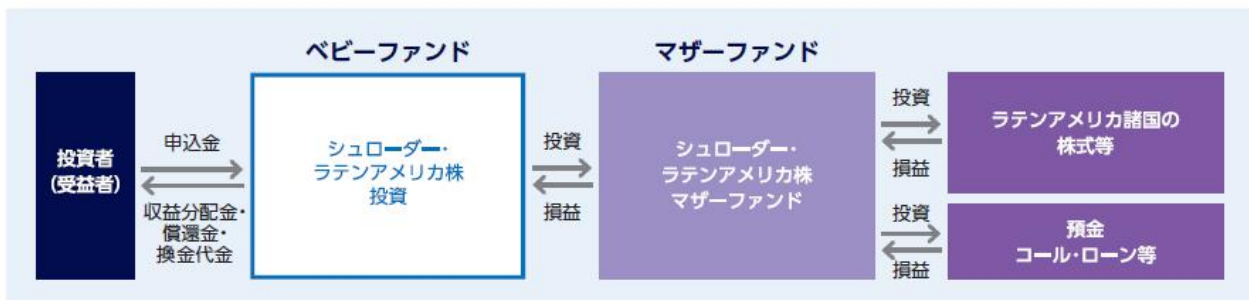 ベビーファンド
マザーファンド
投資者
(受益者)
申込金
収益分配金・
償還金・
換金代金
シュローダー・
ラテンアメリカ株
投資
投資
損益
シュローダー・
ラテンアメリカ株
マザーファンド
投資
損益
ラテンアメリカ諸国の
株式等
投資
損益
預金
コール・ローン等